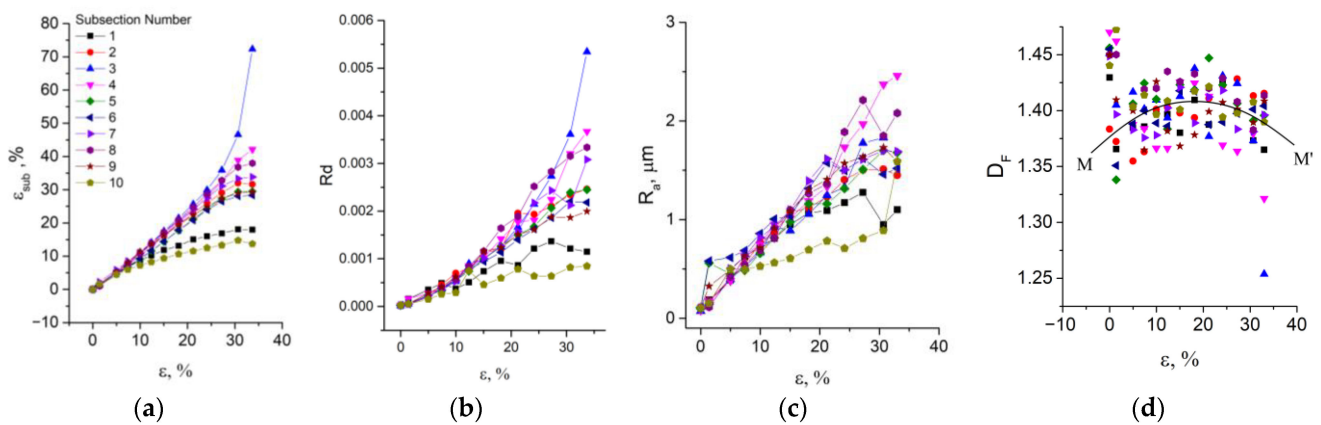 Subsection Number
1
2
3
4
5
6
7
8
9
10
80
70
60
50
40
30
20
10
0
−10
ε_sub, %
0 10 20 30 40
ε, %
(a)
0.006
0.005
0.004
0.003
0.002
0.001
0.000
Rd
0 10 20 30
ε, %
(b)
3
2
1
0
R_a, μm
0 10 20 30 40
ε, %
(c)
1.45
1.40
1.35
1.30
1.25
D_F
M
M'
−10 0 10 20 30 40
ε, %
(d)